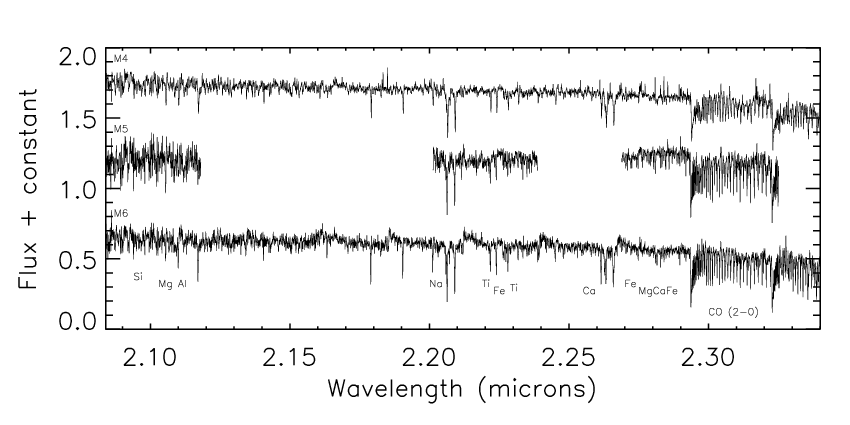 2.0
M4
1.5
M5
1.0
M6
0.5
0.0
Flux + constant
Si
Mg Al
Na
Ti
Fe Ti
Ca
Fe
MgCaFe
CO (2-0)
2.10 2.15 2.20 2.25 2.30
Wavelength (microns)